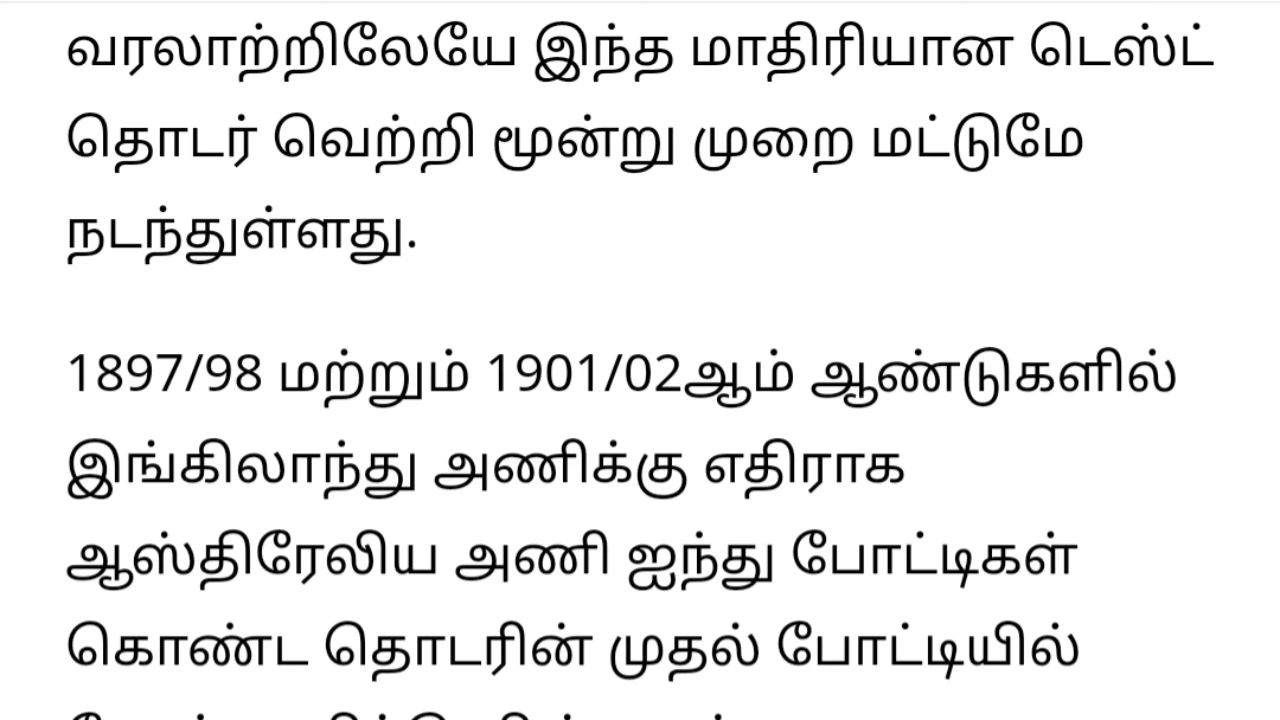 வரலாற்றிலேயே இந்த மாதிரியான டெஸ்ட்
தொடர் வெற்றி மூன்று முறை மட்டுமே
நடந்துள்ளது.
1897/98 மற்றும் 1901/02ஆம் ஆண்டுகளில்
இங்கிலாந்து அணிக்கு எதிராக
ஆஸ்திரேலிய அணி ஐந்து போட்டிகள்
கொண்ட தொடரின் முதல் போட்டியில்